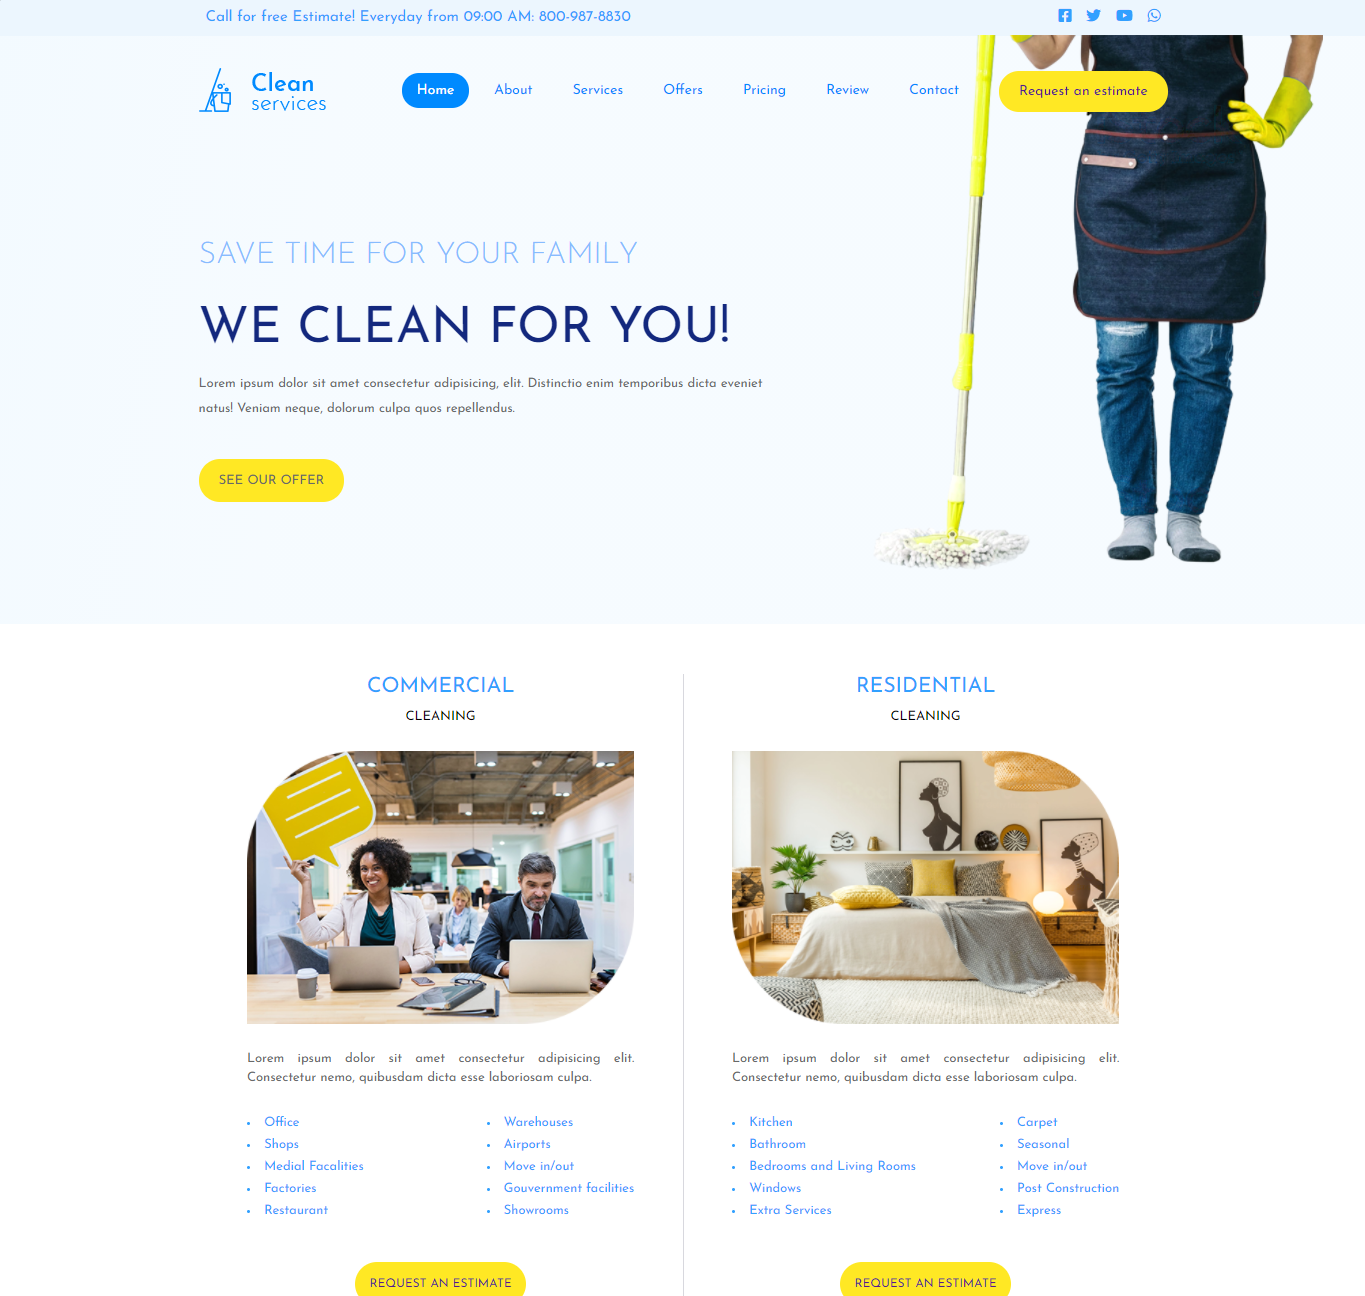 Call for free Estimate! Everyday from 09:00 AM: 800-987-8830
Clean
services
Home
About
Services
Offers
Pricing
Review
Contact
Request an estimate
SAVE TIME FOR YOUR FAMILY
WE CLEAN FOR YOU!
Lorem ipsum dolor sit amet consectetur adipisicing, elit. Distinctio enim temporibus dicta eveniet
natus! Veniam neque, dolorum culpa quos repellendus.
SEE OUR OFFER
COMMERCIAL
CLEANING
Lorem ipsum dolor sit amet consectetur adipisicing elit.
Consectetur nemo, quibusdam dicta esse laboriosam culpa.
Office
Shops
Medial Facalities
Factories
Restaurant
Warehouses
Airports
Move in/out
Gouvernment facilities
Showrooms
REQUEST AN ESTIMATE
RESIDENTIAL
CLEANING
Lorem ipsum dolor sit amet consectetur adipisicing elit.
Consectetur nemo, quibusdam dicta esse laboriosam culpa.
Kitchen
Bathroom
Bedrooms and Living Rooms
Windows
Extra Services
Carpet
Seasonal
Move in/out
Post Construction
Express
REQUEST AN ESTIMATE